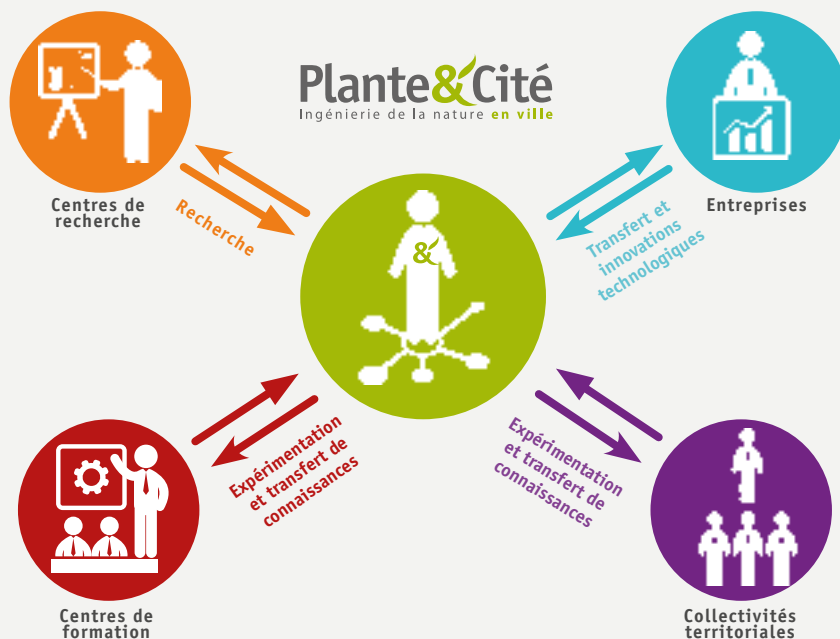 Plante&Cité
Ingénierie de la nature en ville
Centres de
recherche
Recherche
Entreprises
Transfert et
innovations
technologiques
&
Expérimentation
et transfert de
connaissances
Expérimentation
et transfert de
connaissances
Centres de
formation
Collectivités
territoriales